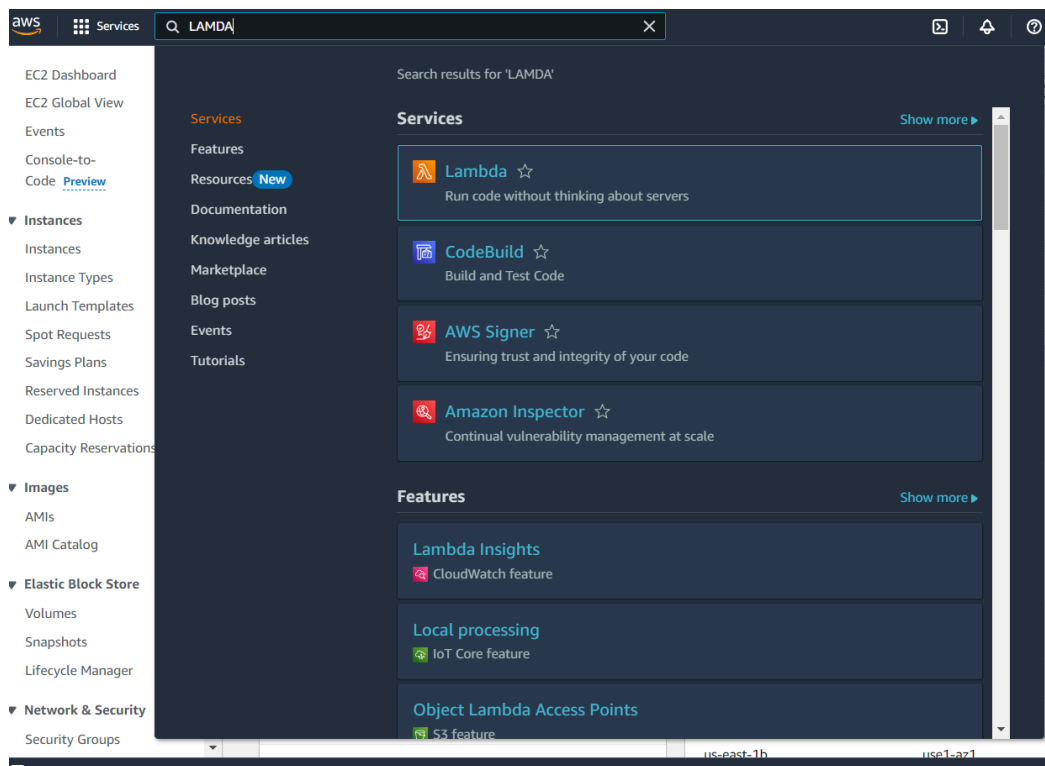 aws
Services
LAMDA
EC2 Dashboard
EC2 Global View
Events
Console-to-
Code Preview
Instances
Instances
Instance Types
Launch Templates
Spot Requests
Savings Plans
Reserved Instances
Dedicated Hosts
Capacity Reservations
Images
AMIs
AMI Catalog
Elastic Block Store
Volumes
Snapshots
Lifecycle Manager
Network & Security
Security Groups
Search results for 'LAMDA'
Services
Features
Resources New
Documentation
Knowledge articles
Marketplace
Blog posts
Events
Tutorials
Services
Show more
Lambda
Run code without thinking about servers
CodeBuild
Build and Test Code
AWS Signer
Ensuring trust and integrity of your code
Amazon Inspector
Continual vulnerability management at scale
Features
Show more
Lambda Insights
CloudWatch feature
Local processing
IoT Core feature
Object Lambda Access Points
S3 feature
us-east-1b
use1-az1